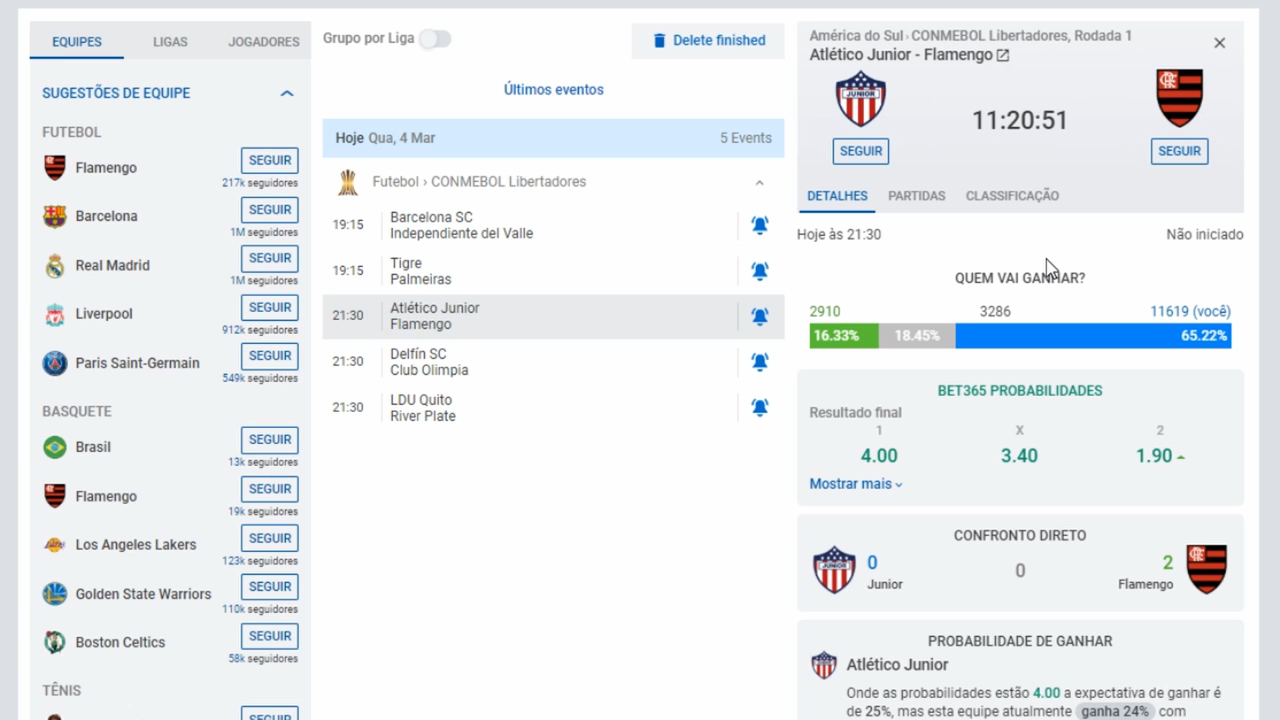 EQUIPES
LIGAS
JOGADORES
SUGESTÕES DE EQUIPE
FUTEBOL
Flamengo
SEGUIR
217k seguidores
Barcelona
SEGUIR
1M seguidores
Real Madrid
SEGUIR
1M seguidores
Liverpool
SEGUIR
912k seguidores
Paris Saint-Germain
SEGUIR
549k seguidores
BASQUETE
Brasil
SEGUIR
13k seguidores
Flamengo
SEGUIR
19k seguidores
Los Angeles Lakers
SEGUIR
123k seguidores
Golden State Warriors
SEGUIR
110k seguidores
Boston Celtics
SEGUIR
58k seguidores
TÊNIS
SEGUIR
Grupo por Liga
Delete finished
Últimos eventos
Hoje Qua, 4 Mar
5 Events
Futebol › CONMEBOL Libertadores
19:15
Barcelona SC
Independiente del Valle
19:15
Tigre
Palmeiras
21:30
Atlético Junior
Flamengo
21:30
Delfín SC
Club Olimpia
21:30
LDU Quito
River Plate
América do Sul › CONMEBOL Libertadores, Rodada 1
Atlético Junior - Flamengo
JUNIOR
11:20:51
SEGUIR
SEGUIR
DETALHES
PARTIDAS
CLASSIFICAÇÃO
Hoje às 21:30
Não iniciado
QUEM VAI GANHAR?
2910
3286
11619 (você)
16.33%
18.45%
65.22%
BET365 PROBABILIDADES
Resultado final
1
X
2
4.00
3.40
1.90
Mostrar mais
CONFRONTO DIRETO
JUNIOR
0
Junior
0
2
Flamengo
PROBABILIDADE DE GANHAR
Atlético Junior
Onde as probabilidades estão 4.00 a expectativa de ganhar é
de 25%, mas esta equipe atualmente ganha 24% com